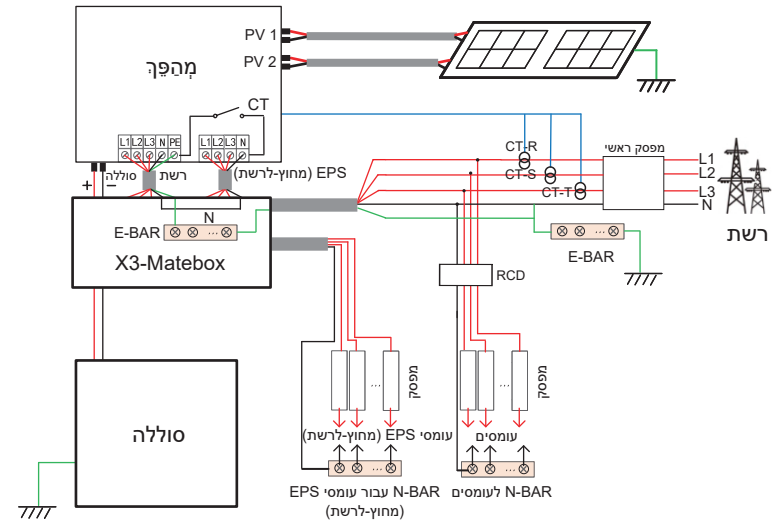 PV 1
PV 2
מְהַפֵּךְ
CT
L1 L2 L3 N PE
L1 L2 L3 N
+ –
סוללה
רשת
EPS (מחוץ-לרשת)
N
E-BAR
X3-Matebox
סוללה
CT-R
CT-S
CT-T
מפסק ראשי
L1
L2
L3
N
רשת
E-BAR
RCD
...
מפסק
...
מפסק
עומסי EPS (מחוץ-לרשת)
עומסים
...
...
N-BAR עבור עומסי EPS
(מחוץ-לרשת)
N-BAR לעומסים